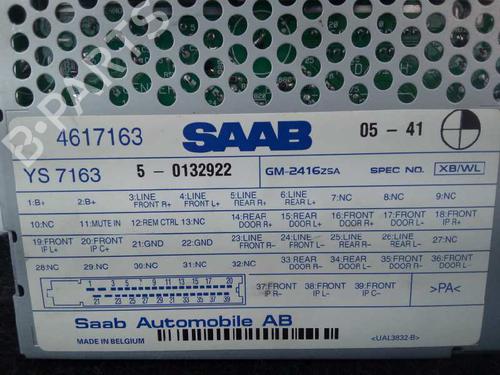 B-PARTS
4617163 SAAB 05 - 41
YS 7163 5 - 0132922 GM-2416ZSA SPEC NO. XB/WL
1:B+ 2:B+ 3:LINE FRONT R+ 4:LINE FRONT L+ 5:LINE REAR R+ 6:LINE REAR L+ 7:NC 8:NC 9:NC
10:NC 11:MUTE IN 12:REM CTRL 13:NC 14:REAR DOOR R+ 15:REAR DOOR L+ 16:FRONT DOOR R+ 17:FRONT DOOR L+ 18:FRONT IP R+
19:FRONT IP L+ 20:FRONT IP C+ 21:GND 22:GND 23:LINE FRONT R- 24:LINE FRONT L- 25:LINE REAR R- 26:LINE REAR L- 27:NC
28:NC 29:NC 30:NC 31:NC 32:NC 33:REAR DOOR R- 34:REAR DOOR L- 35:FRONT DOOR R- 36:FRONT DOOR L-
1 3 5 20
21 39
37:FRONT IP R- 38:FRONT IP L- 39:FRONT IP C- >PA<
Saab Automobile AB
MADE IN BELGIUM <UAL3832-B>